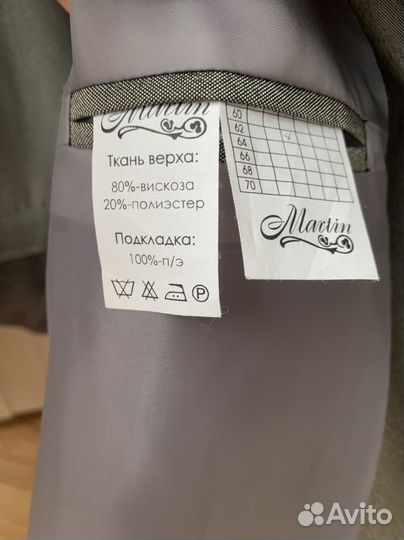 Martin
Ткань верха:
80%-вискоза
20%-полиэстер
Подкладка:
100%-п/э
P
60
62
64
66
68
70
Martin
Avito